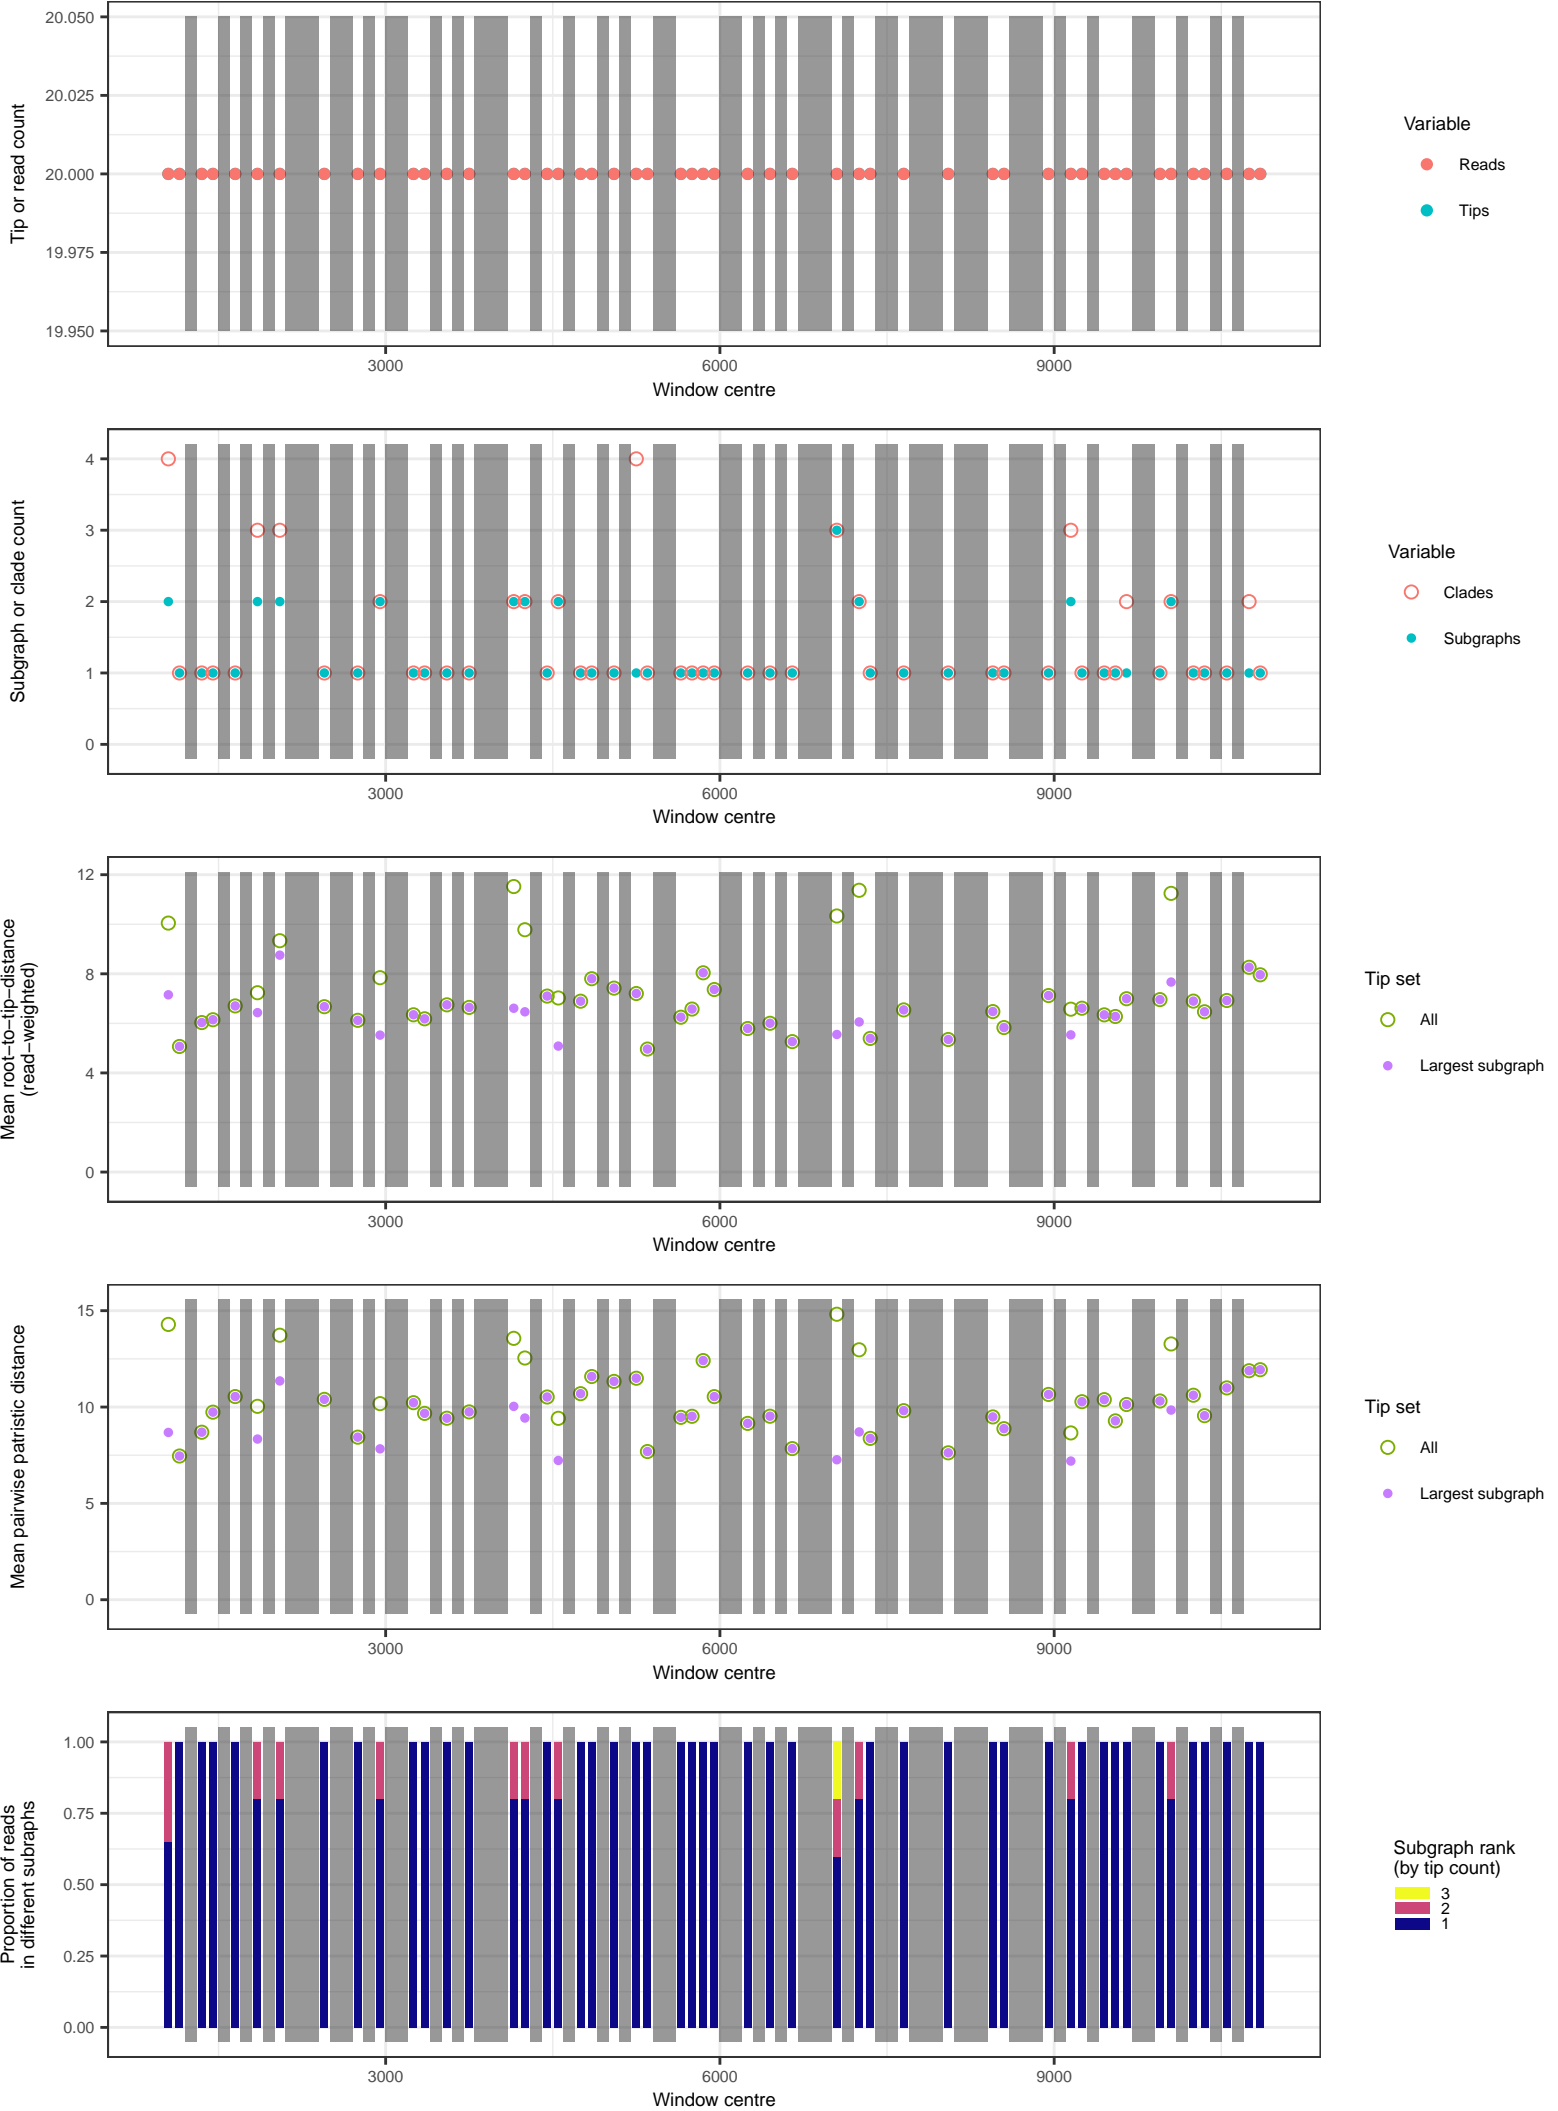 20.050
20.025
20.000
19.975
19.950
Tip or read count
3000
6000
9000
Window centre
Variable
Reads
Tips
4
3
2
1
0
Subgraph or clade count
3000
6000
9000
Window centre
Variable
Clades
Subgraphs
12
8
4
0
Mean root−to−tip−distance
(read−weighted)
3000
6000
9000
Window centre
Tip set
All
Largest subgraph
15
10
5
0
Mean pairwise patristic distance
3000
6000
9000
Window centre
Tip set
All
Largest subgraph
1.00
0.75
0.50
0.25
0.00
Proportion of reads
in different subraphs
3000
6000
9000
Window centre
Subgraph rank
(by tip count)
3
2
1